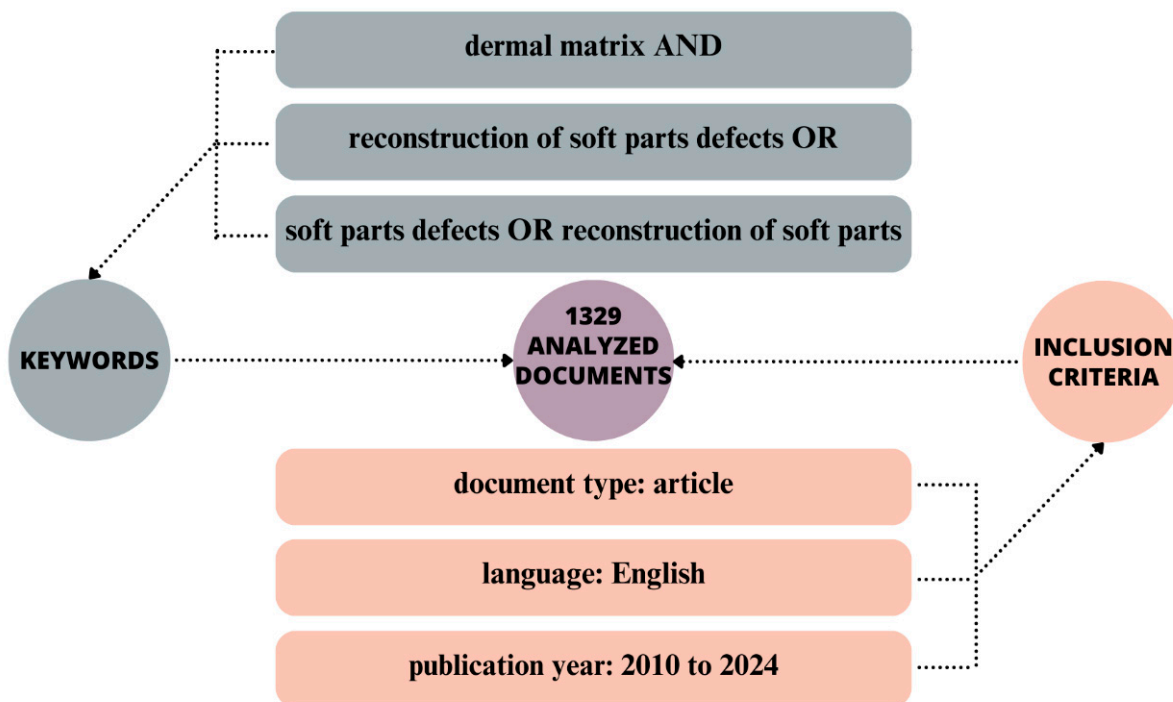 dermal matrix AND
reconstruction of soft parts defects OR
soft parts defects OR reconstruction of soft parts
KEYWORDS
1329
ANALYZED
DOCUMENTS
INCLUSION
CRITERIA
document type: article
language: English
publication year: 2010 to 2024